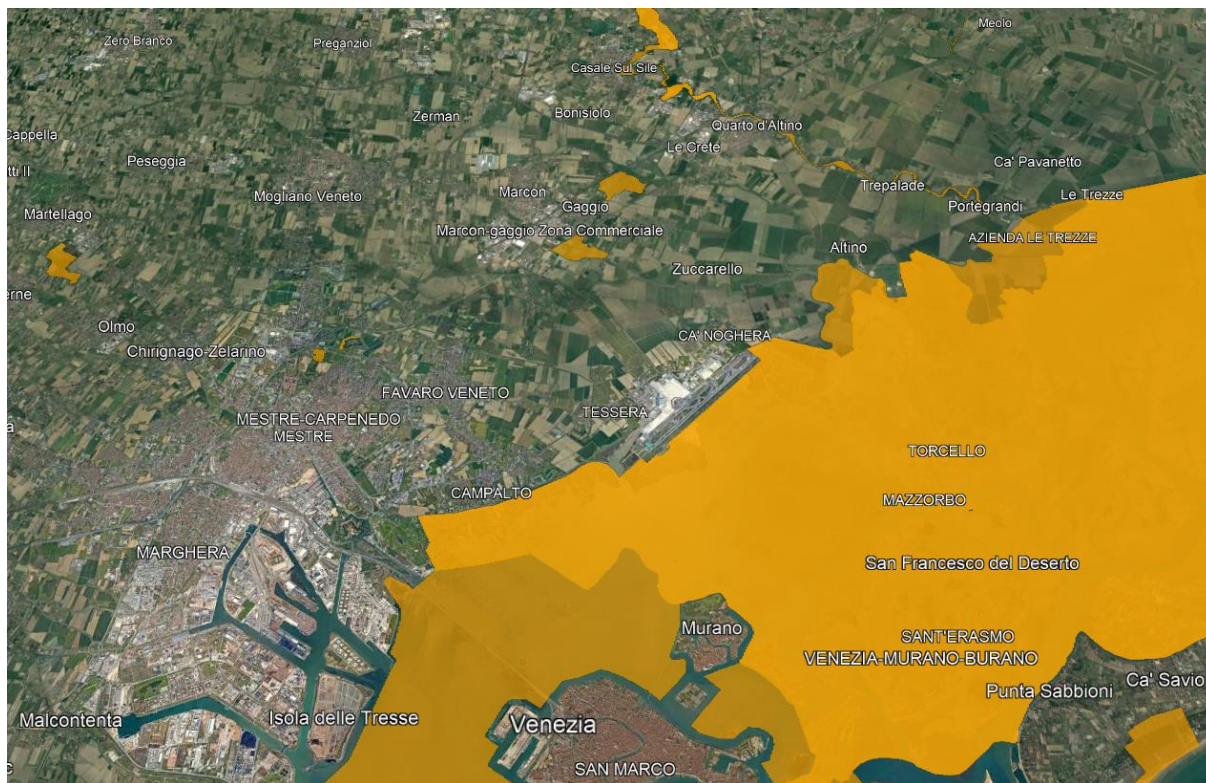 Meolo
Zero Branco
Preganziol
Casale Sul Sile
Zerman
Bonisiolo
Quarto d'Altino
Cappella
Le Crete
Peseggia
Ca' Pavanetto
tti II
Mogliano Veneto
Marcon
Trepalade
Le Trezze
Gaggio
Portegrandi
Martellago
Marcon-gaggio Zona Commerciale
AZIENDA LE TREZZE
Altino
Zuccarello
erne
Olmo
CA' NOGHERA
Chirignago-Zelarino
FAVARO VENETO
TESSERA
MESTRE-CARPENEDO
MESTRE
a
TORCELLO
CAMPALTO
MAZZORBO
MARGHERA
San Francesco del Deserto
Murano
SANT'ERASMO
VENEZIA-MURANO-BURANO
Ca' Savio
Punta Sabbioni
Malcontenta
Isola delle Tresse
Venezia
SAN MARCO
c